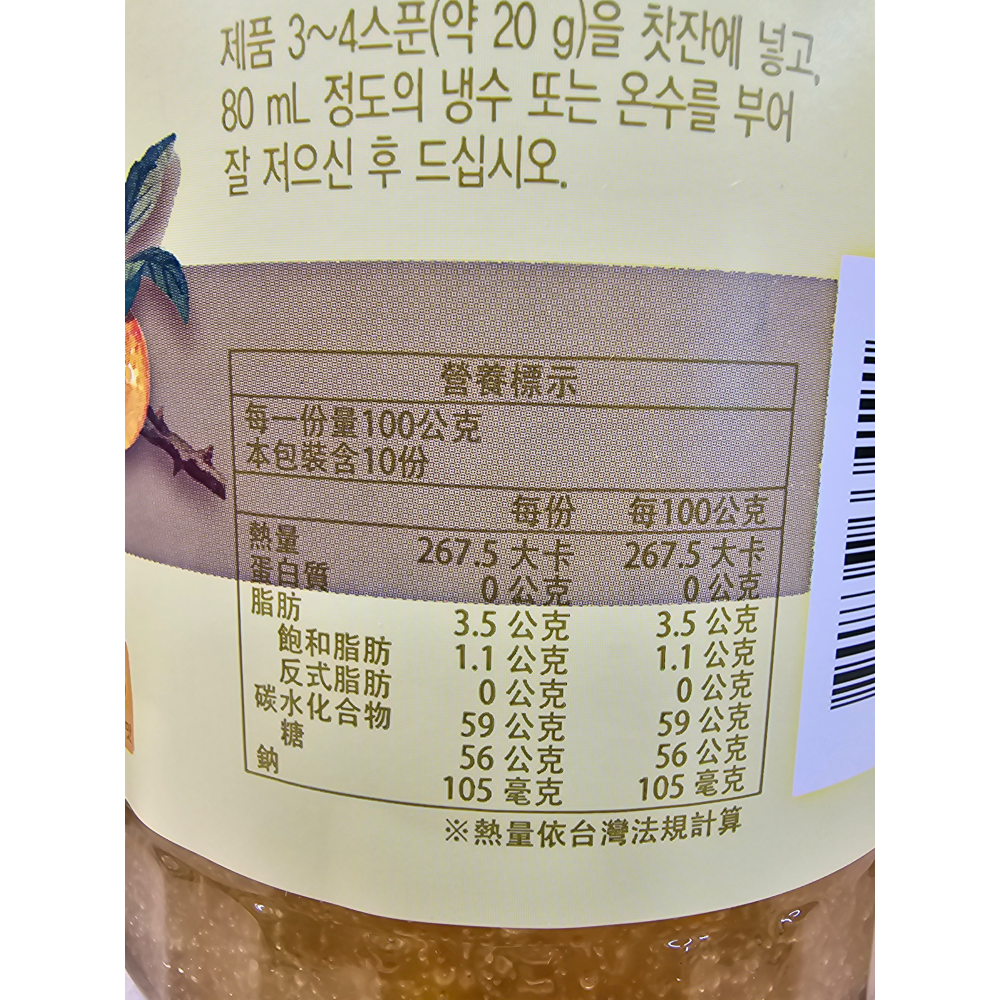 제품 3~4스푼(약 20 g)을 찻잔에 넣고,
80 mL 정도의 냉수 또는 온수를 부어
잘 저으신 후 드십시오.
營養標示
每一份量100公克
本包裝含10份
每份 每100公克
熱量 267.5 大卡 267.5 大卡
蛋白質 0 公克 0 公克
脂肪 3.5 公克 3.5 公克
飽和脂肪 1.1 公克 1.1 公克
反式脂肪 0 公克 0 公克
碳水化合物 59 公克 59 公克
糖 56 公克 56 公克
鈉 105 毫克 105 毫克
※熱量依台灣法規計算